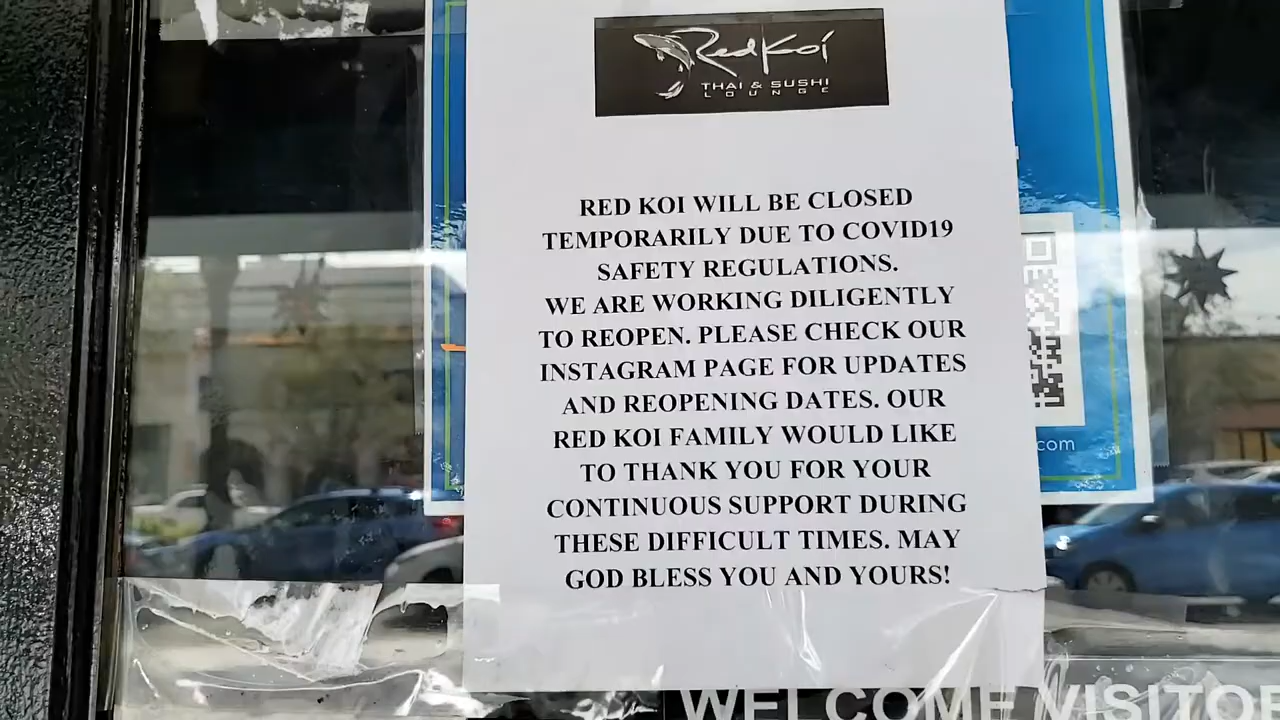 Red Koi
THAI & SUSHI
LOUNGE
RED KOI WILL BE CLOSED
TEMPORARILY DUE TO COVID19
SAFETY REGULATIONS.
WE ARE WORKING DILIGENTLY
TO REOPEN. PLEASE CHECK OUR
INSTAGRAM PAGE FOR UPDATES
AND REOPENING DATES. OUR
RED KOI FAMILY WOULD LIKE
TO THANK YOU FOR YOUR
CONTINUOUS SUPPORT DURING
THESE DIFFICULT TIMES. MAY
GOD BLESS YOU AND YOURS!
com
WELCOME VISITO